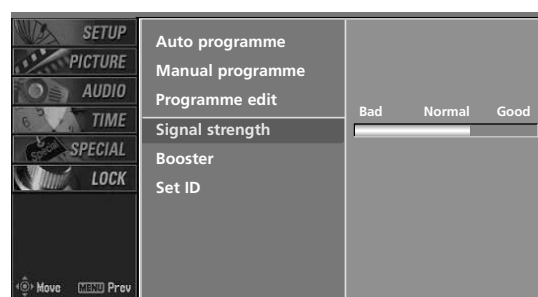 SETUP
PICTURE
AUDIO
TIME
SPECIAL
LOCK
Move MENU Prev
Auto programme
Manual programme
Programme edit
Signal strength
Booster
Set ID
Bad Normal Good